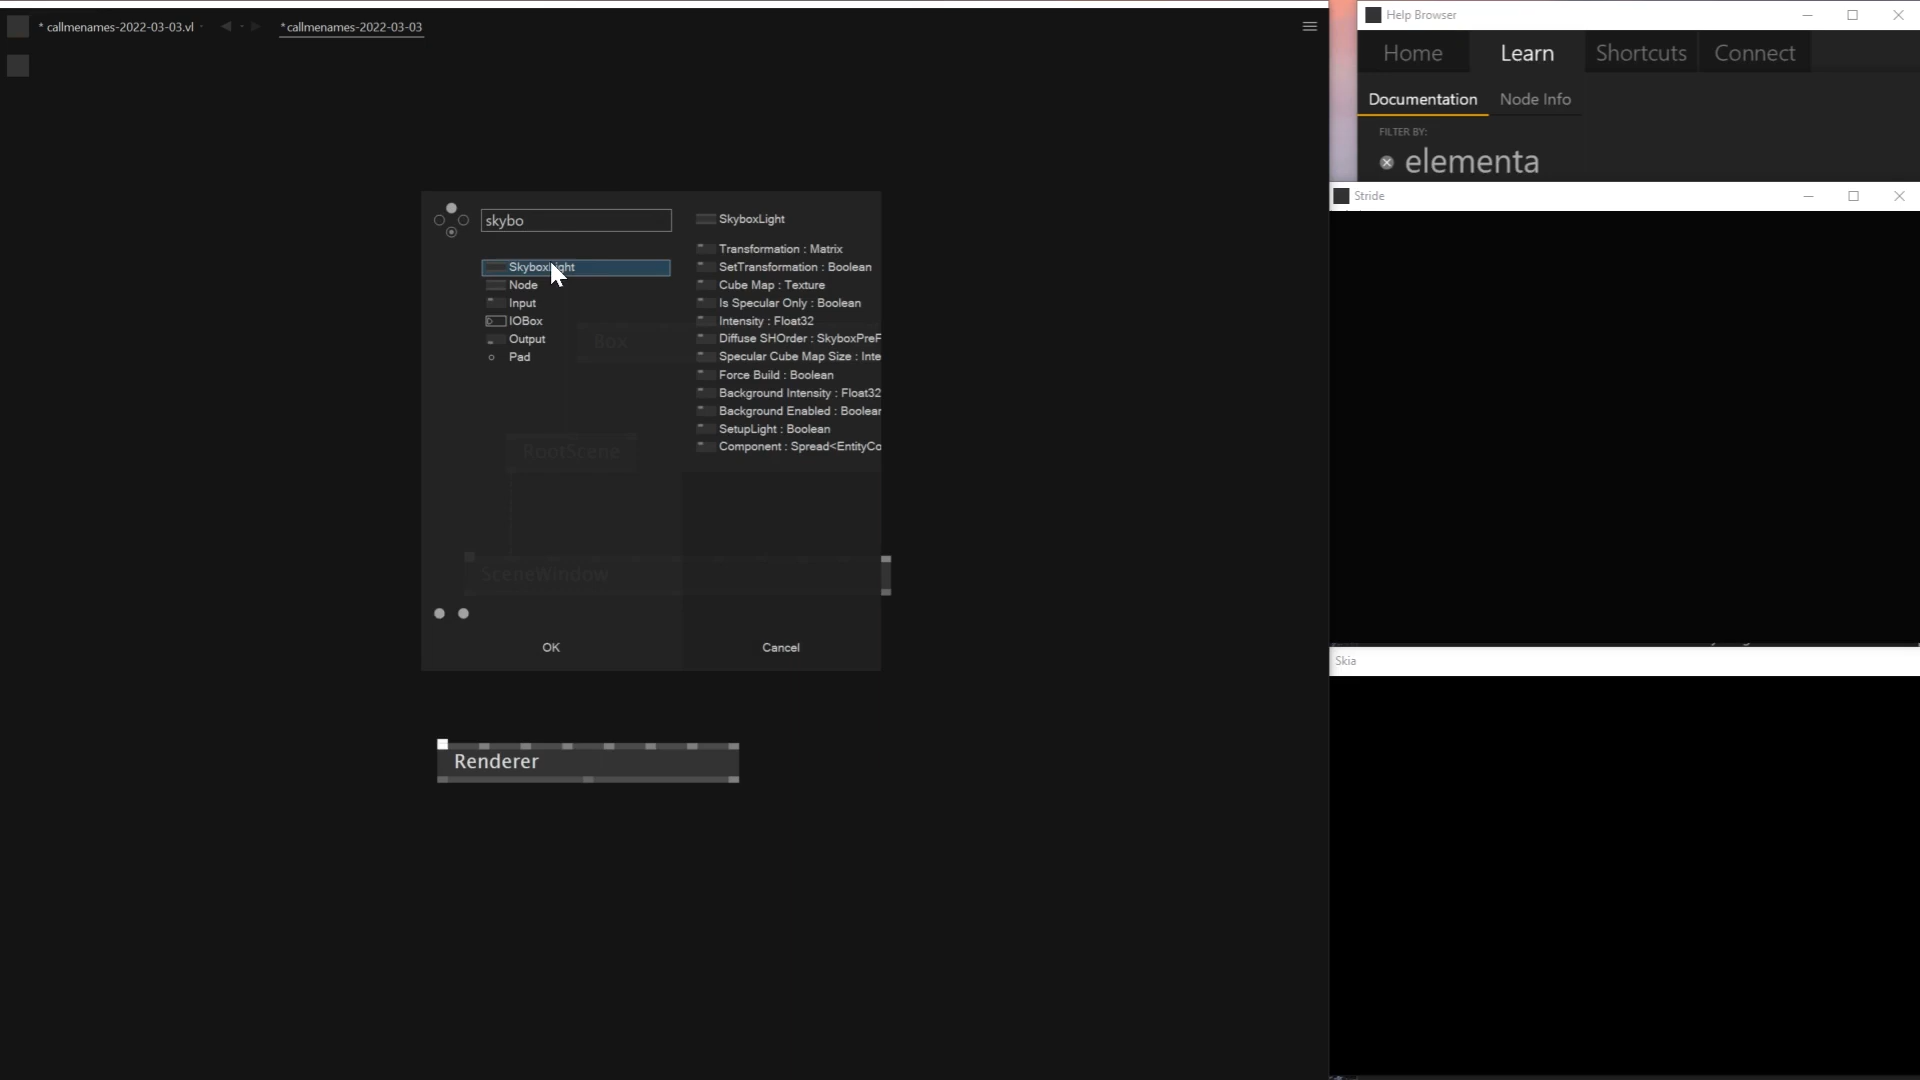 * callmenames-2022-03-03.vl
*callmenames-2022-03-03
Help Browser
Home
Learn
Shortcuts
Connect
Documentation
Node Info
FILTER BY:
elementa
Stride
Skia
skybo
SkyboxLight
Node
Input
IOBox
Output
Pad
SkyboxLight
Transformation : Matrix
SetTransformation : Boolean
Cube Map : Texture
Is Specular Only : Boolean
Intensity : Float32
Diffuse SHOrder : SkyboxPreF
Specular Cube Map Size : Inte
Force Build : Boolean
Background Intensity : Float32
Background Enabled : Boolear
SetupLight : Boolean
Component : Spread<EntityCo
Box
RootScene
SceneWindow
OK
Cancel
Renderer